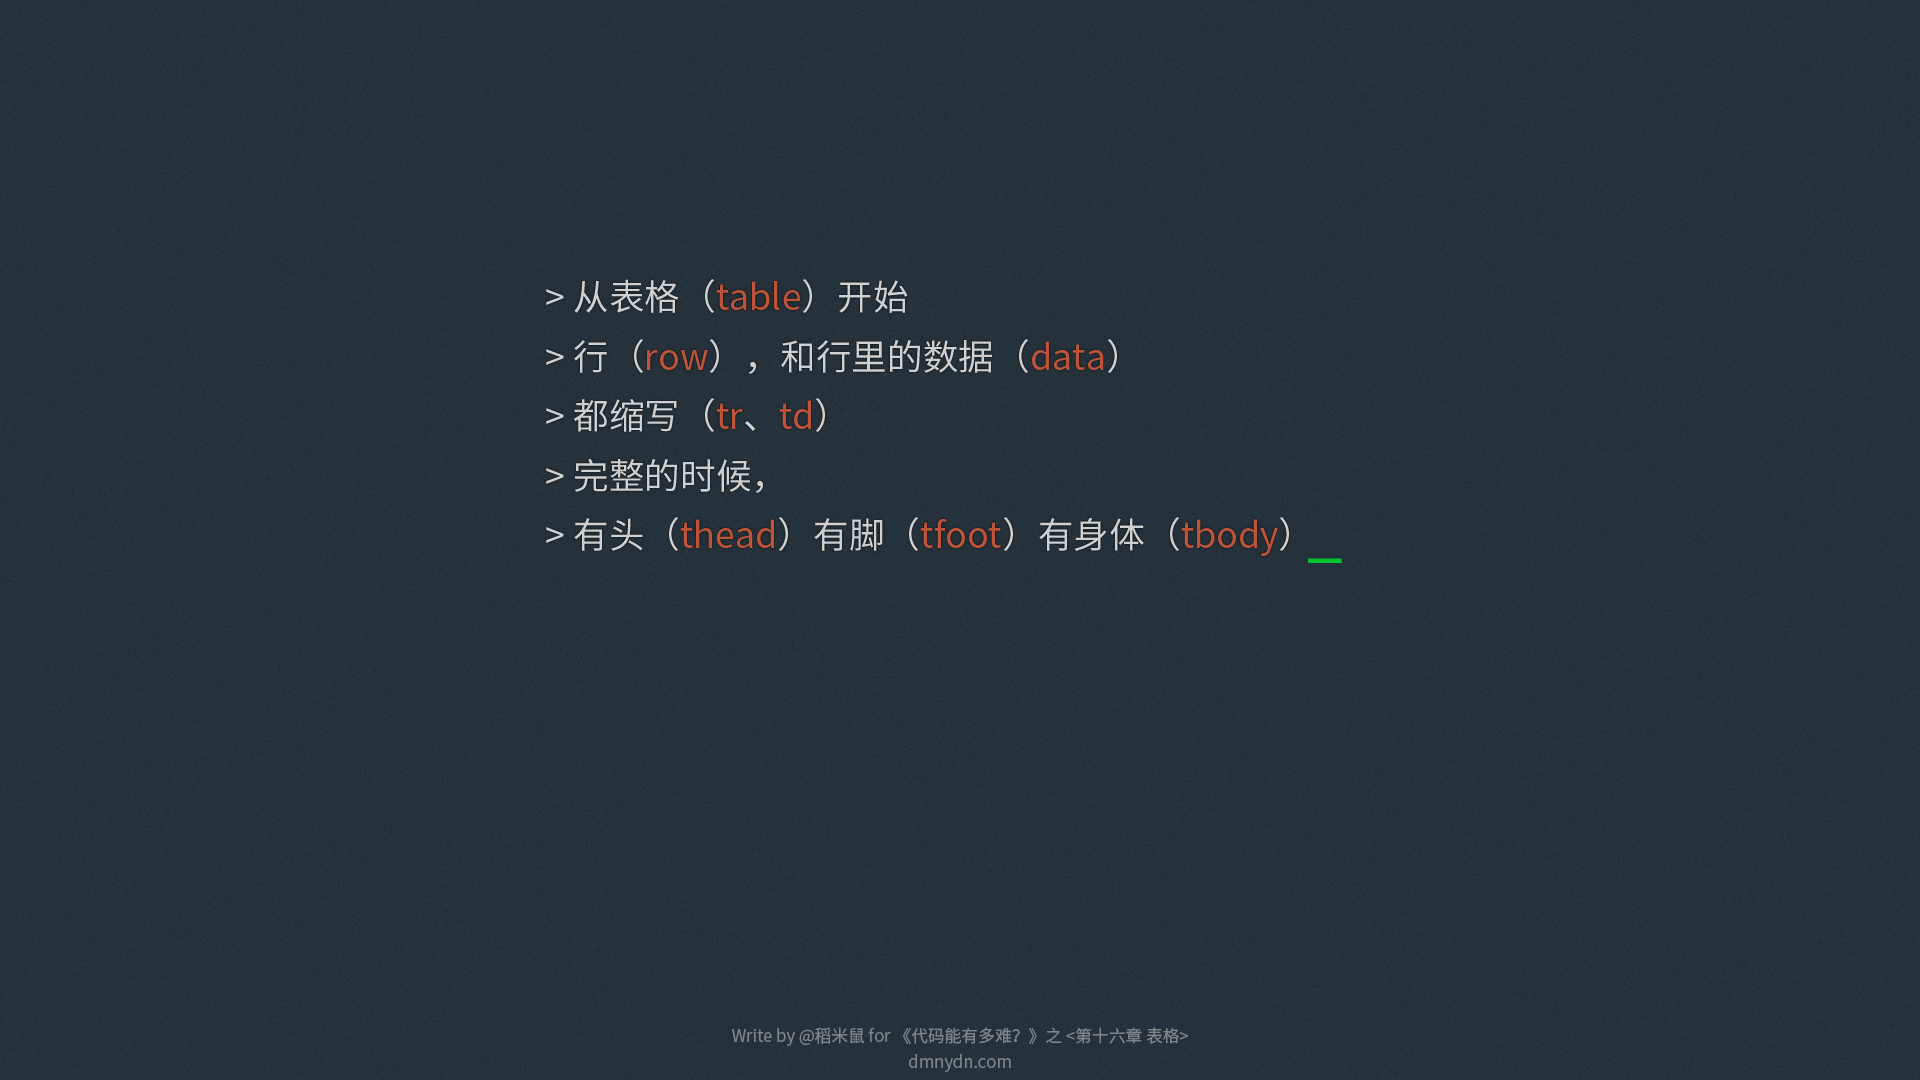 > 从表格（table）开始
> 行（row），和行里的数据（data）
> 都缩写（tr、td）
> 完整的时候，
> 有头（thead）有脚（tfoot）有身体（tbody）_
Write by @稻米鼠 for 《代码能有多难？》之 <第十六章 表格>
dmnydn.com